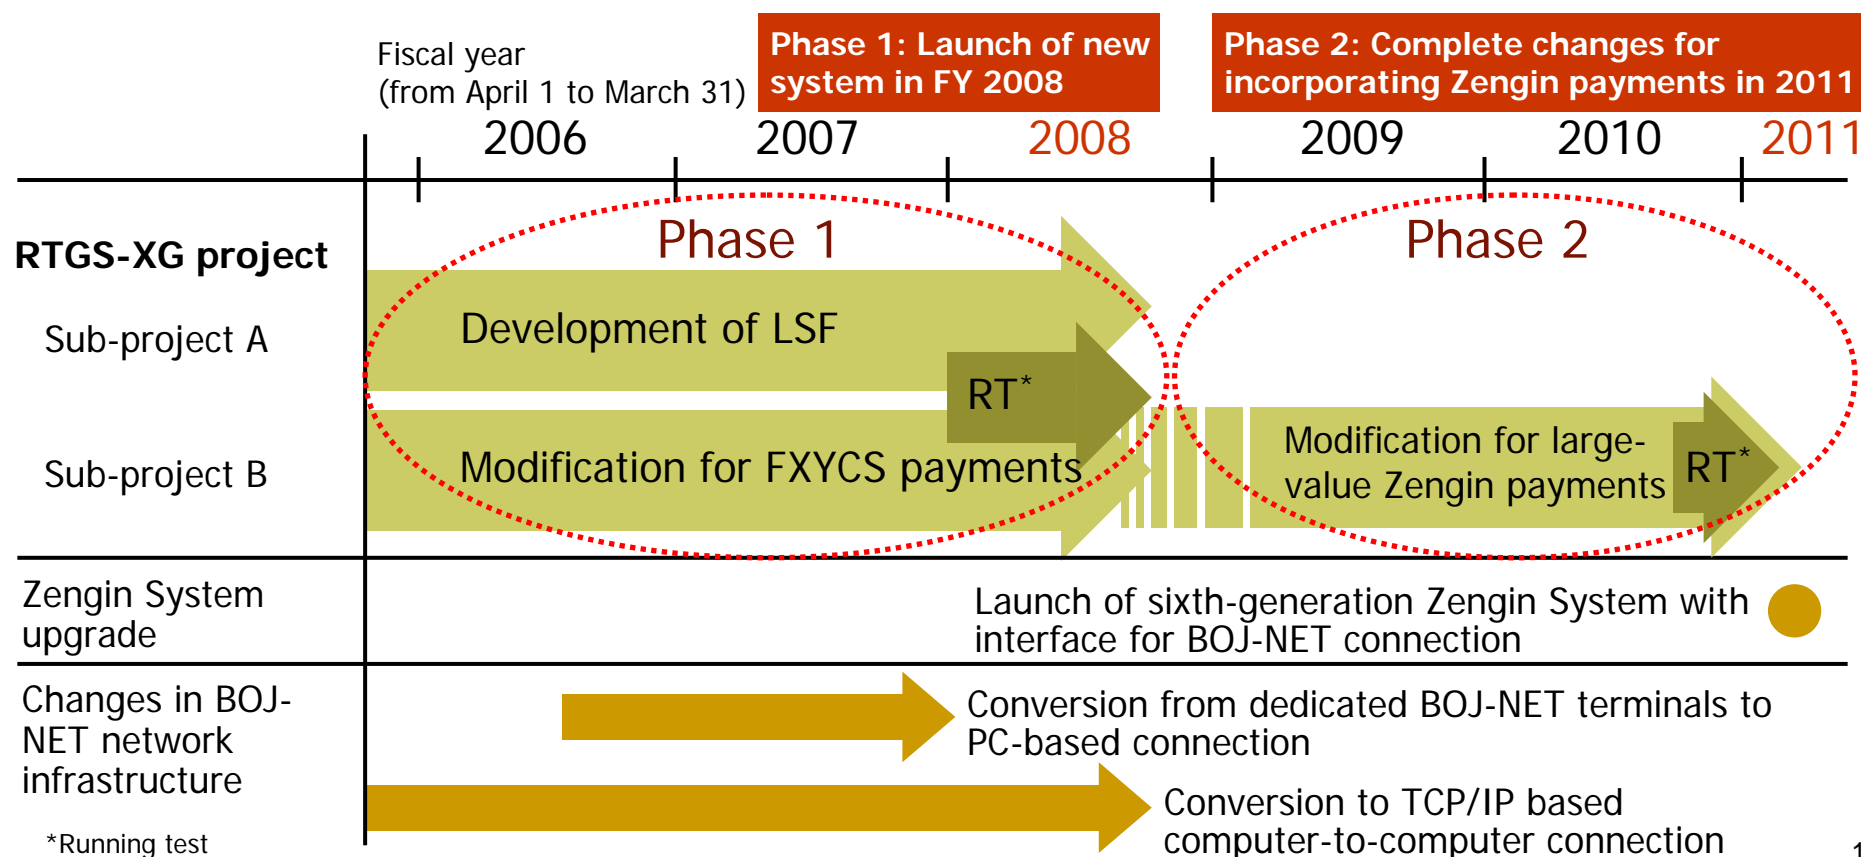 Fiscal year
(from April 1 to March 31)
Phase 1: Launch of new
system in FY 2008
Phase 2: Complete changes for
incorporating Zengin payments in 2011
2006 2007 2008 2009 2010 2011
Phase 1
Phase 2
RTGS-XG project
Sub-project A
Development of LSF
RT*
Sub-project B
Modification for FXYCS payments
Modification for large-
value Zengin payments
RT*
Zengin System
upgrade
Launch of sixth-generation Zengin System with
interface for BOJ-NET connection
Changes in BOJ-
NET network
infrastructure
Conversion from dedicated BOJ-NET terminals to
PC-based connection
Conversion to TCP/IP based
computer-to-computer connection
*Running test
1